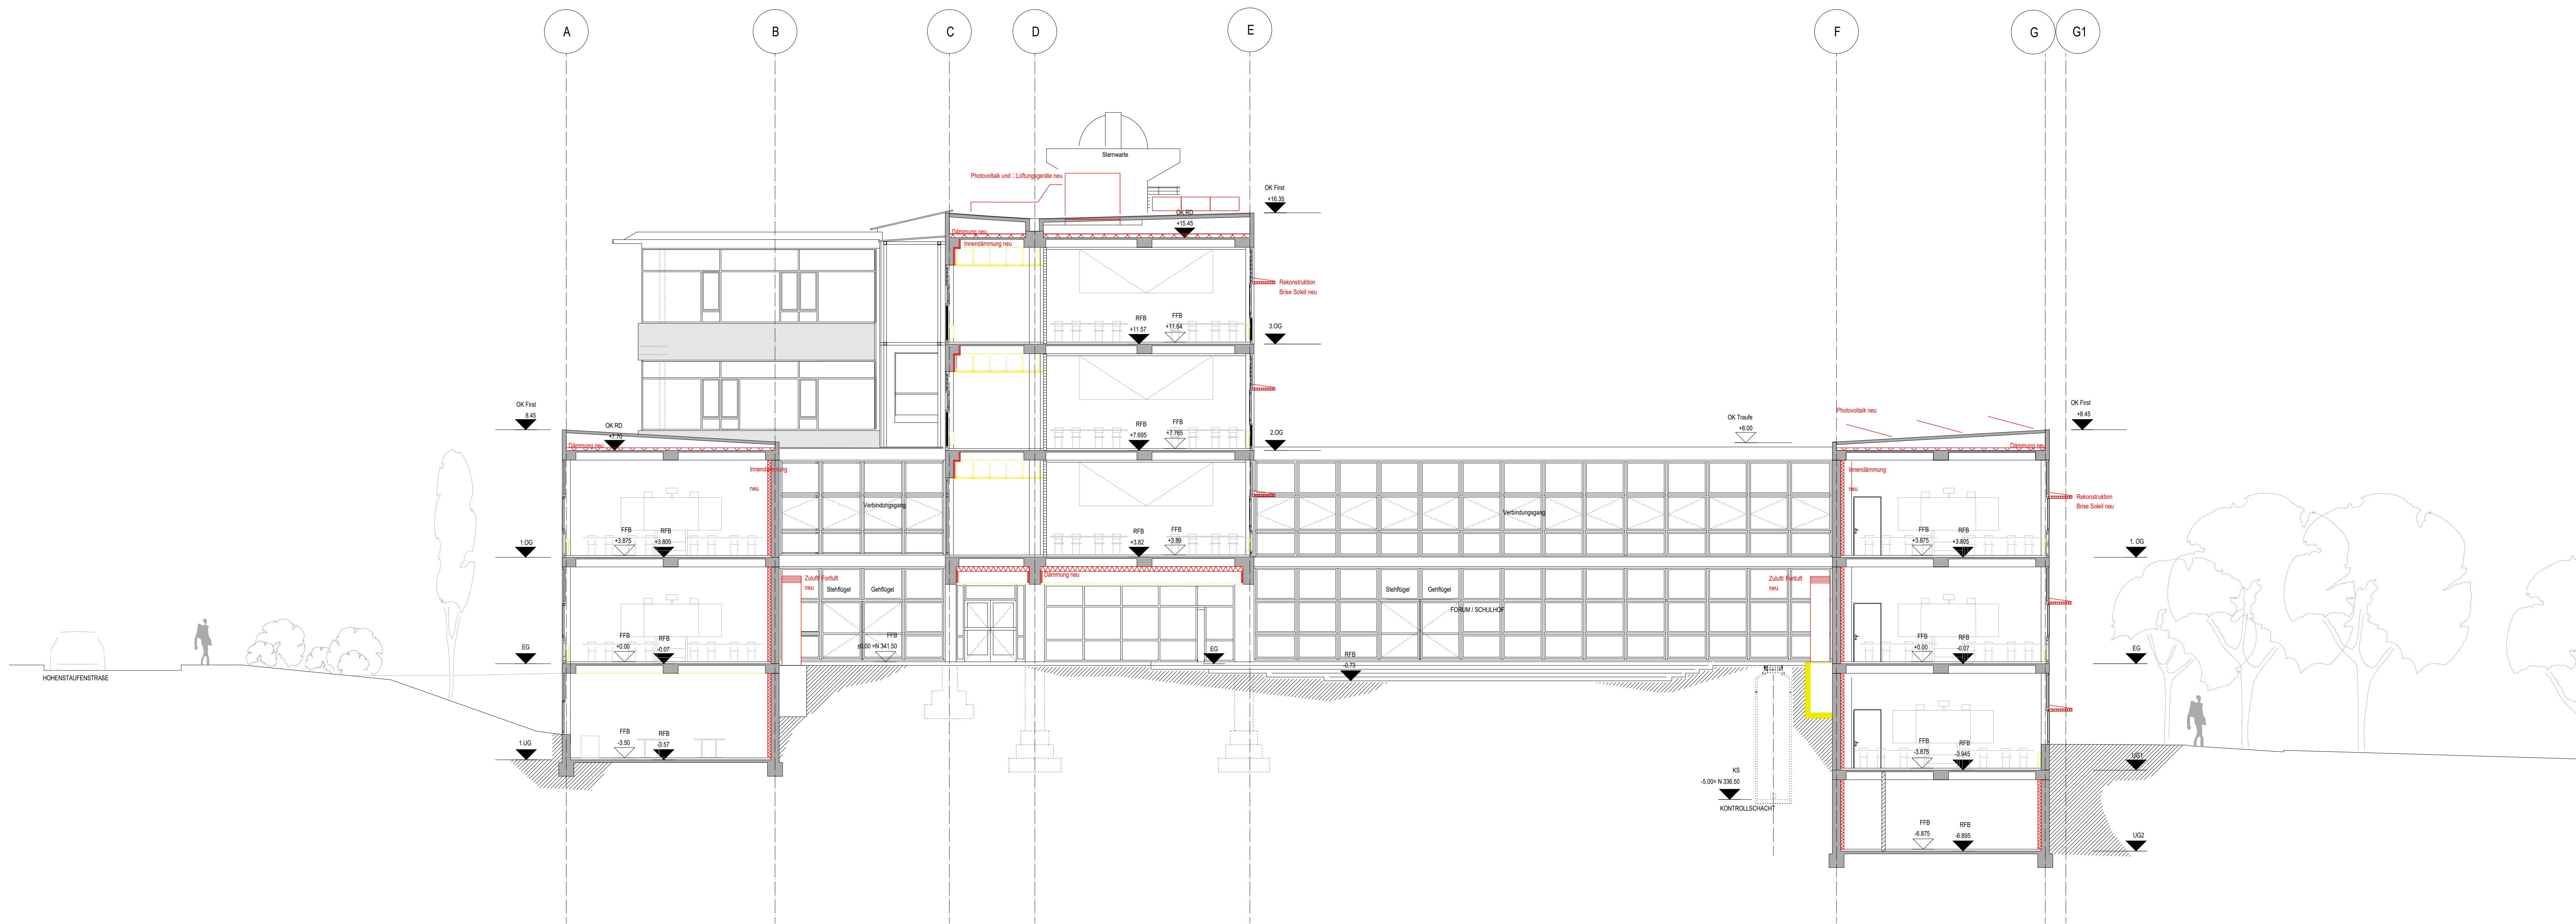 A
B
C
D
E
F
G
G1
Sternwarte
Photovoltaik und □Lüftungsgeräte neu
OK First
+16.35
OK RD
+15.45
Dämmung neu
Innendämmung neu
Rekonstruktion
Brise Soleil neu
RFB
+11.57
FFB
+11.64
3.OG
OK First
8.45
OK RD
+7.70
Dämmung neu
RFB
+7.695
FFB
+7.765
2.OG
OK Traufe
+8.00
Photovoltaik neu
OK First
+8.45
Dämmung neu
Innendämmung
neu
Verbindungsgang
Verbindungsgang
Innendämmung
neu
Rekonstruktion
Brise Soleil neu
1.OG
FFB
+3.875
RFB
+3.805
RFB
+3.82
FFB
+3.89
FFB
+3.875
RFB
+3.805
1. OG
Zuluft/ Fortluft
neu
Stehflügel
Gehflügel
Dämmung neu
Stehflügel
Gehflügel
FORUM / SCHULHOF
Zuluft/ Fortluft
neu
EG
FFB
+0.00
RFB
-0.07
FFB
±0.00 =N 341.50
EG
RFB
-0.73
FFB
+0.00
RFB
-0.07
EG
HOHENSTAUFENSTRAßE
1.UG
FFB
-3.50
RFB
-3.57
KS
-5.00= N 336.50
KONTROLLSCHACHT
FFB
-3.875
RFB
-3.945
UG1
FFB
-6.875
RFB
-6.895
UG2